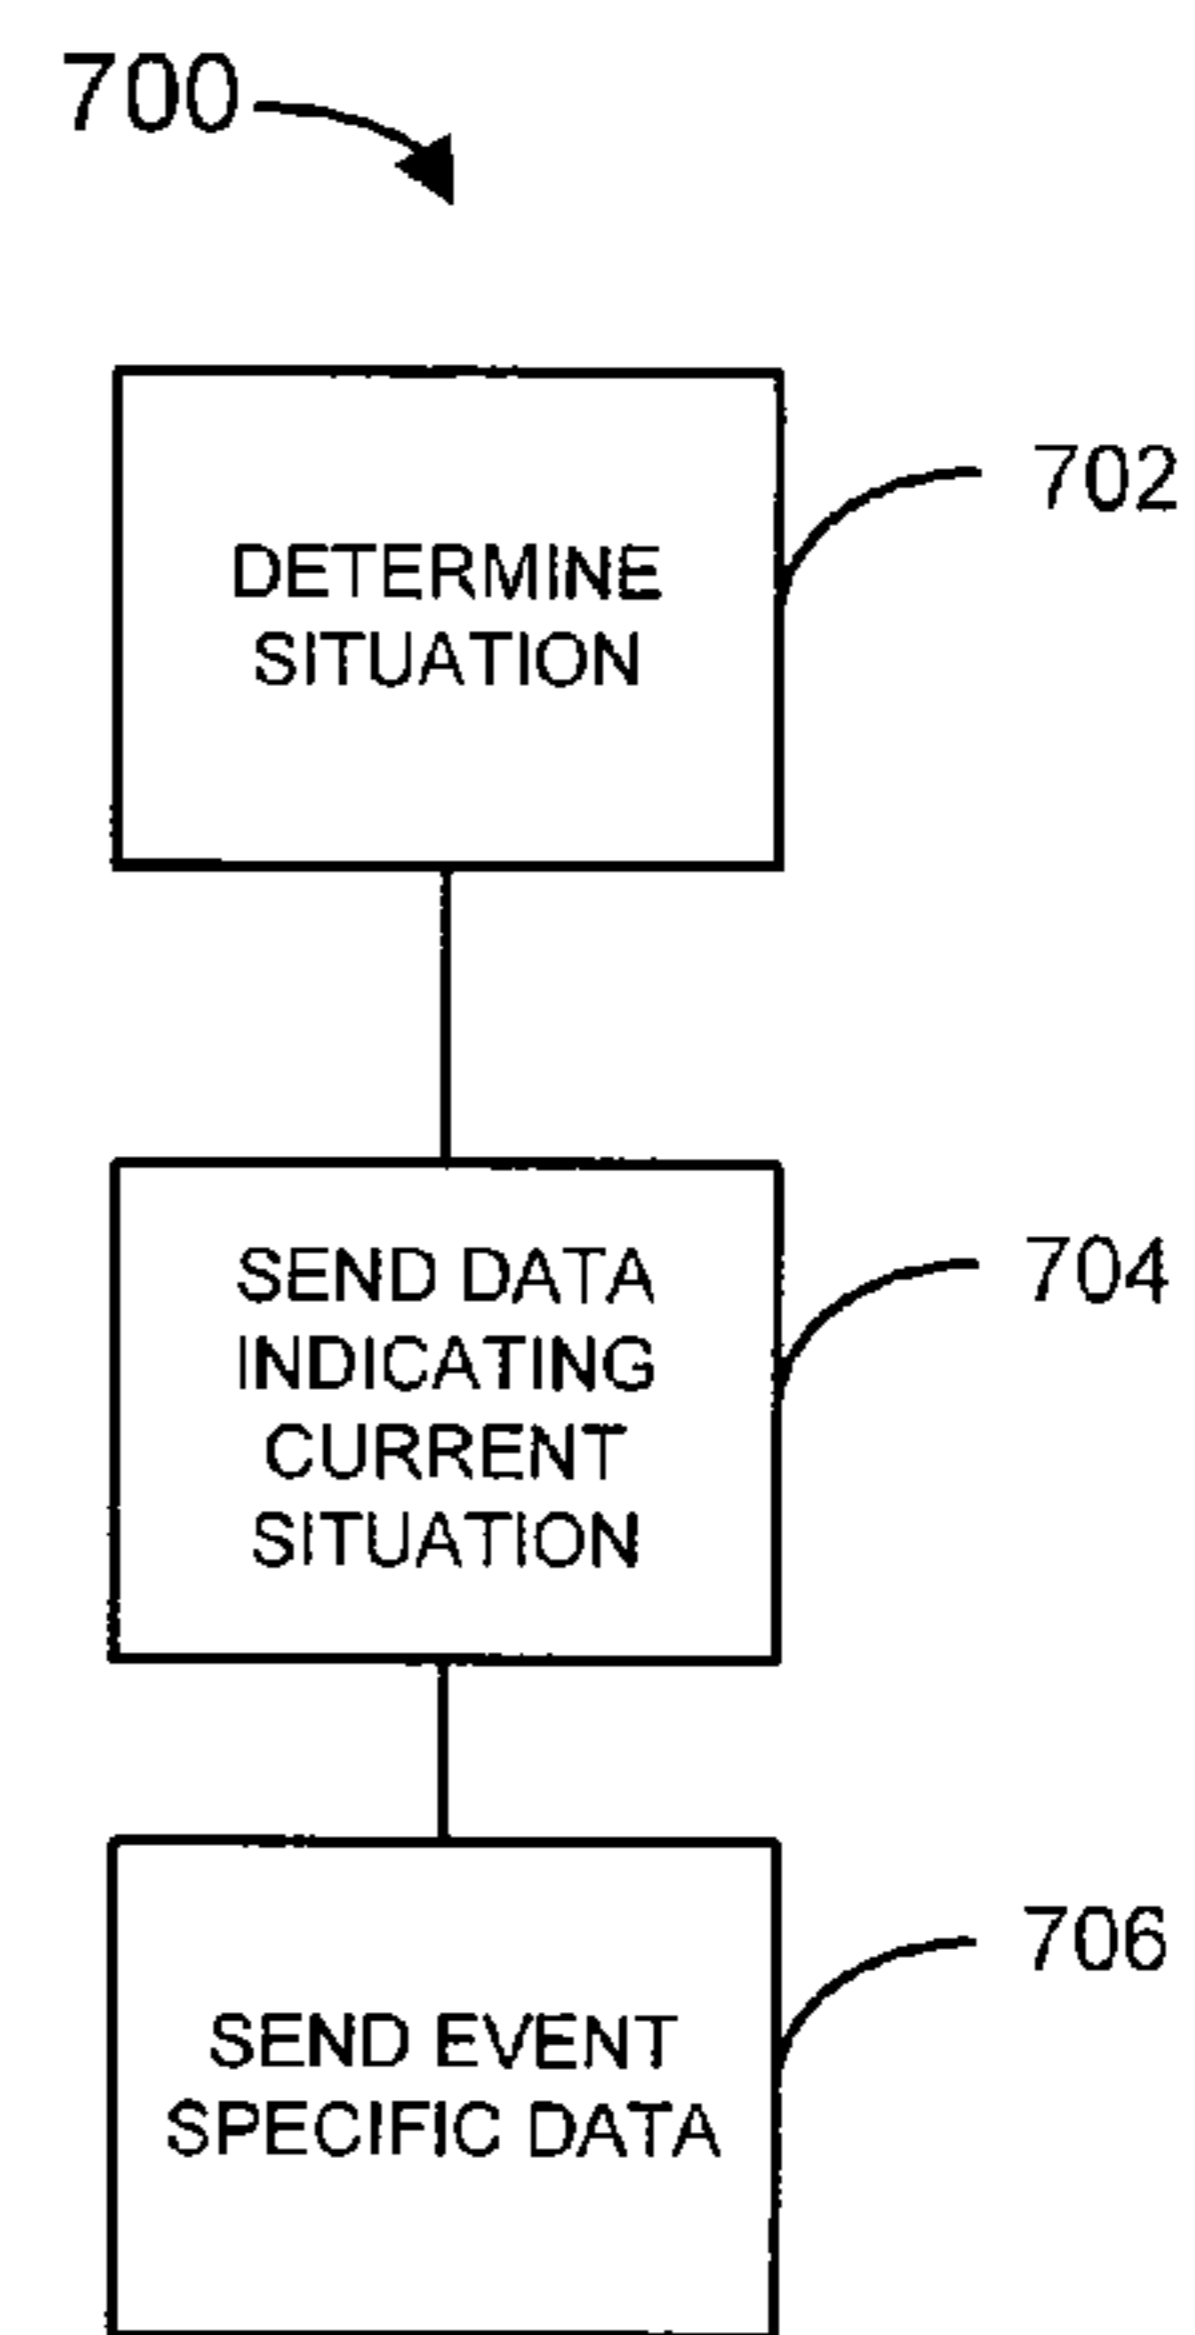 700
DETERMINE
SITUATION
702
SEND DATA
INDICATING
CURRENT
SITUATION
704
SEND EVENT
SPECIFIC DATA
706